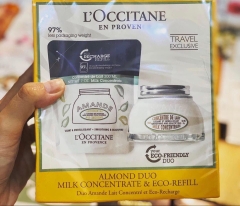 L'OCCITANE
EN PROVENCE
97%
less packaging weight
TRAVEL
EXCLUSIVE
RECHARGE
AMANDE
L'OCCITANE
EN PROVENCE
ECO-FRIENDLY
DUO
ALMOND DUO
MILK CONCENTRATE & ECO-REFILL
Duo Amande Lait Concentré et Éco-Recharge